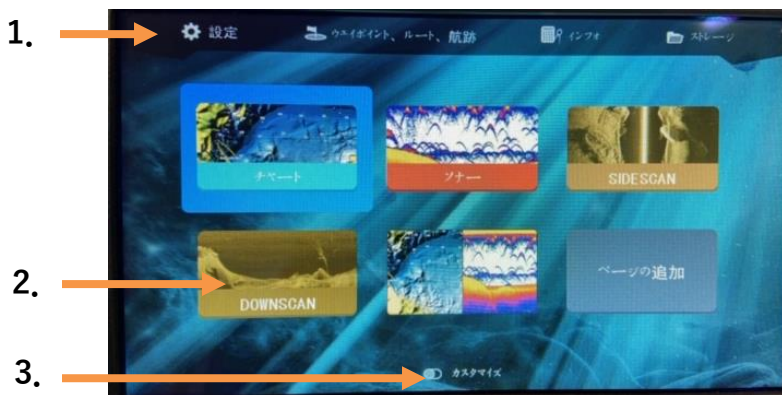 1.
設定 ウエイポイント、ルート、航跡 インフォ ストレージ
チャート ソナー SIDESCAN
2.
DOWNSCAN ページの追加
3.
カスタマイズ